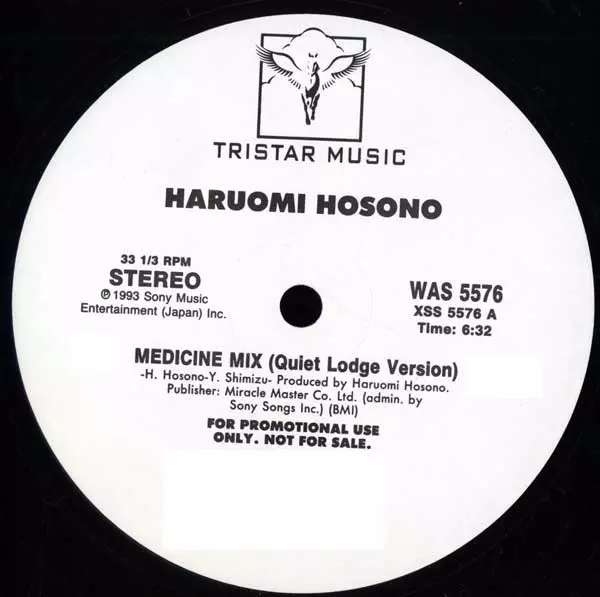 TRISTAR MUSIC
HARUOMI HOSONO
33 1/3 RPM
STEREO
℗ 1993 Sony Music
Entertainment (Japan) Inc.
WAS 5576
XSS 5576 A
Time: 6:32
MEDICINE MIX (Quiet Lodge Version)
-H. Hosono-Y. Shimizu- Produced by Haruomi Hosono.
Publisher: Miracle Master Co. Ltd. (admin. by
Sony Songs Inc.) (BMI)
FOR PROMOTIONAL USE
ONLY. NOT FOR SALE.